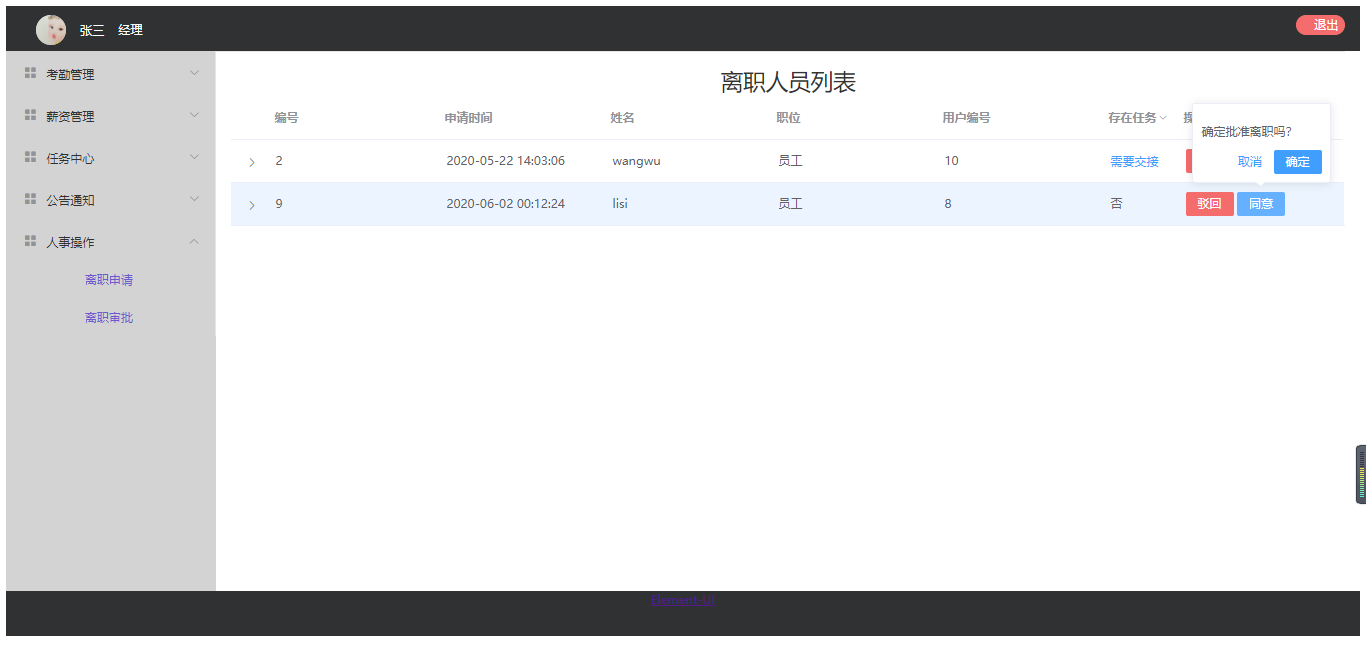 张三 经理
退出
考勤管理
薪资管理
任务中心
公告通知
人事操作
离职申请
离职审批
离职人员列表
编号 申请时间 姓名 职位 用户编号 存在任务
确定批准离职吗?
取消 确定
2 2020-05-22 14:03:06 wangwu 员工 10 需要交接
9 2020-06-02 00:12:24 lisi 员工 8 否 驳回 同意
Element-UI